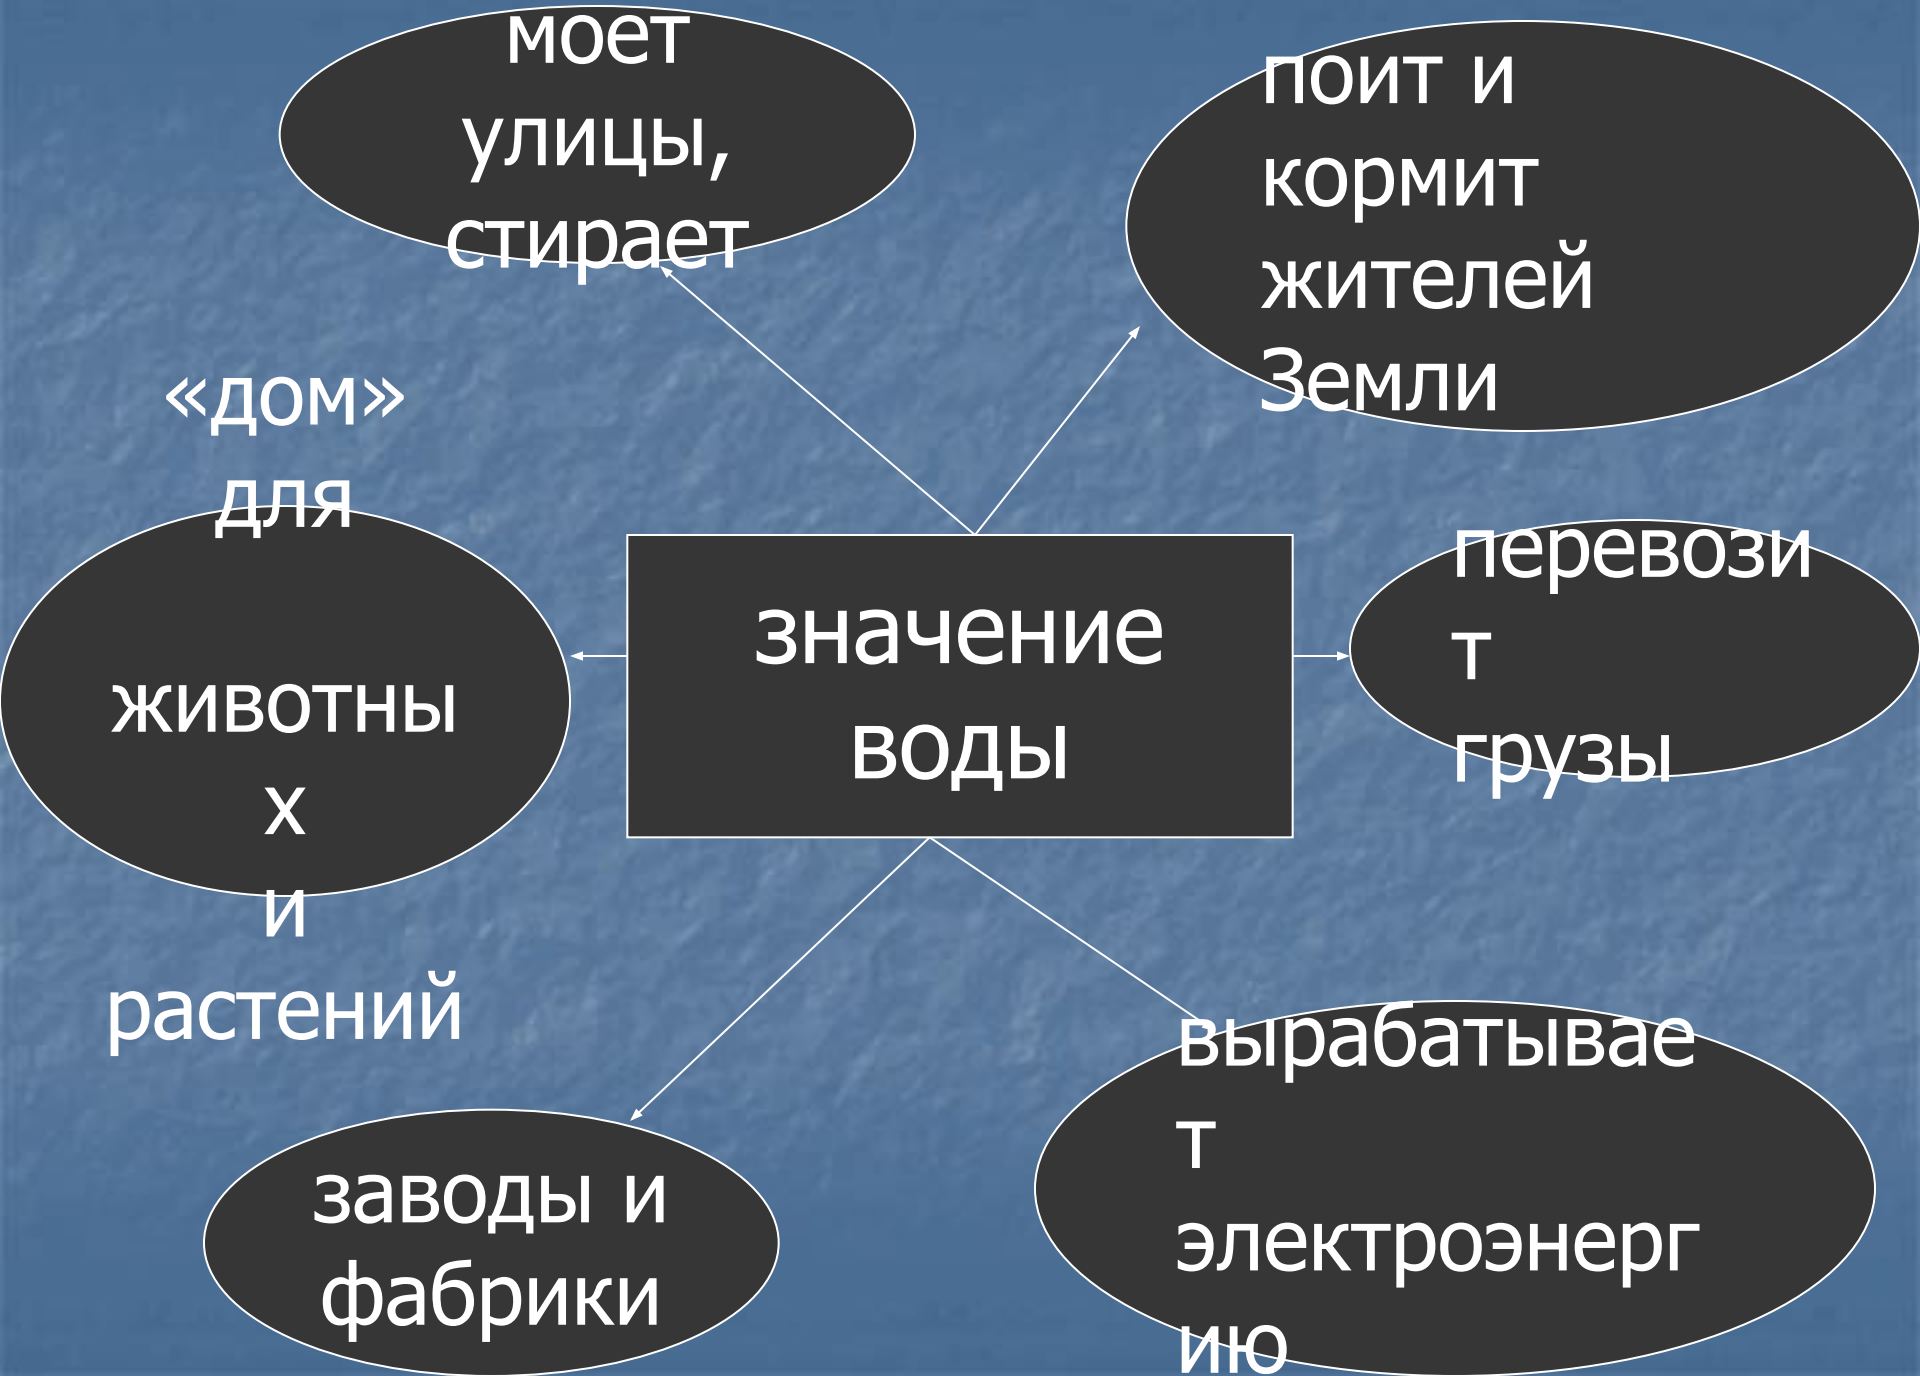 моет
улицы,
стирает
поит и
кормит
жителей
Земли
«дом»
для
животны
х
и
растений
значение
воды
перевози
т
грузы
заводы и
фабрики
вырабатывае
т
электроэнерг
ию